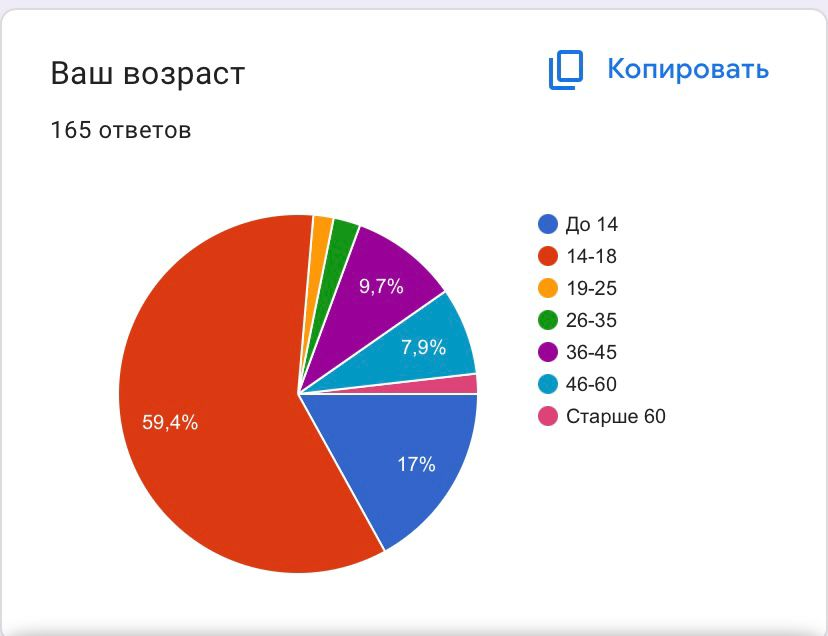 Ваш возраст
Копировать
165 ответов
До 14
14-18
19-25
26-35
36-45
46-60
Старше 60
9,7%
7,9%
59,4%
17%